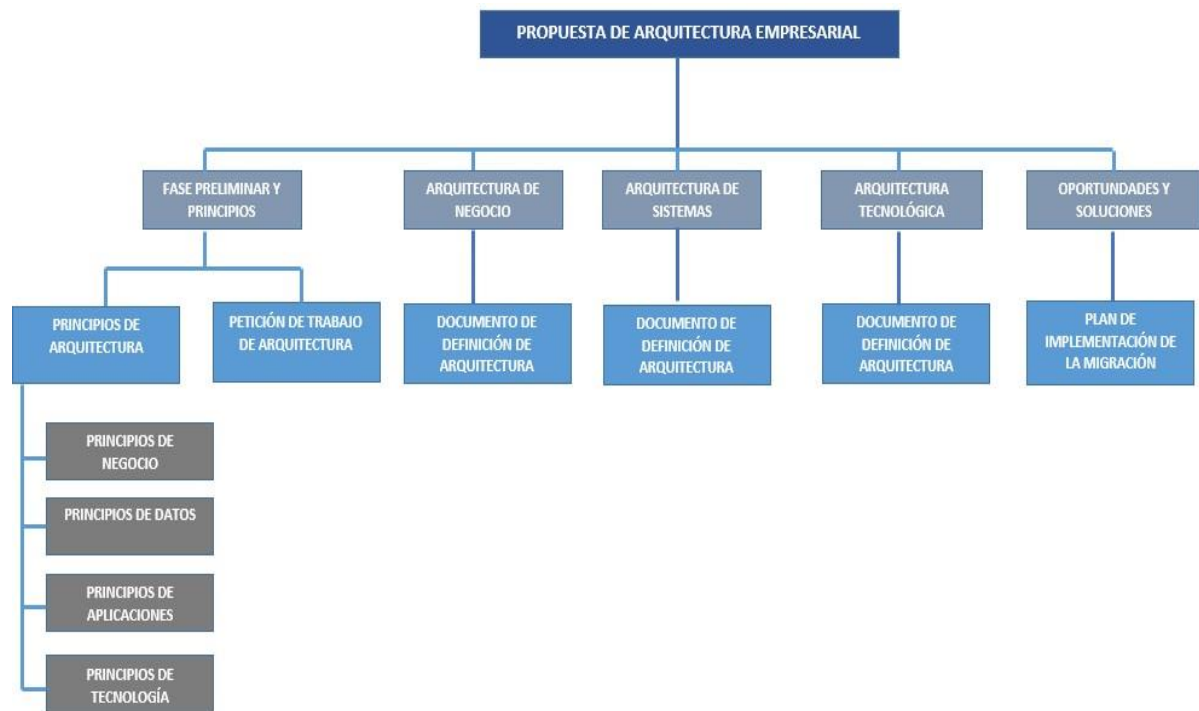 PROPUESTA DE ARQUITECTURA EMPRESARIAL
FASE PRELIMINAR Y
PRINCIPIOS
ARQUITECTURA DE
NEGOCIO
ARQUITECTURA DE
SISTEMAS
ARQUITECTURA
TECNOLÓGICA
OPORTUNDADES Y
SOLUCIONES
PRINCIPIOS DE
ARQUITECTURA
PETICIÓN DE TRABAJO
DE ARQUITECTURA
DOCUMENTO DE
DEFINICIÓN DE
ARQUITECTURA
DOCUMENTO DE
DEFINICIÓN DE
ARQUITECTURA
DOCUMENTO DE
DEFINICIÓN DE
ARQUITECTURA
PLAN DE
IMPLEMENTACIÓN DE
LA MIGRACIÓN
PRINCIPIOS DE
NEGOCIO
PRINCIPIOS DE DATOS
PRINCIPIOS DE
APLICACIONES
PRINCIPIOS DE
TECNOLOGÍA